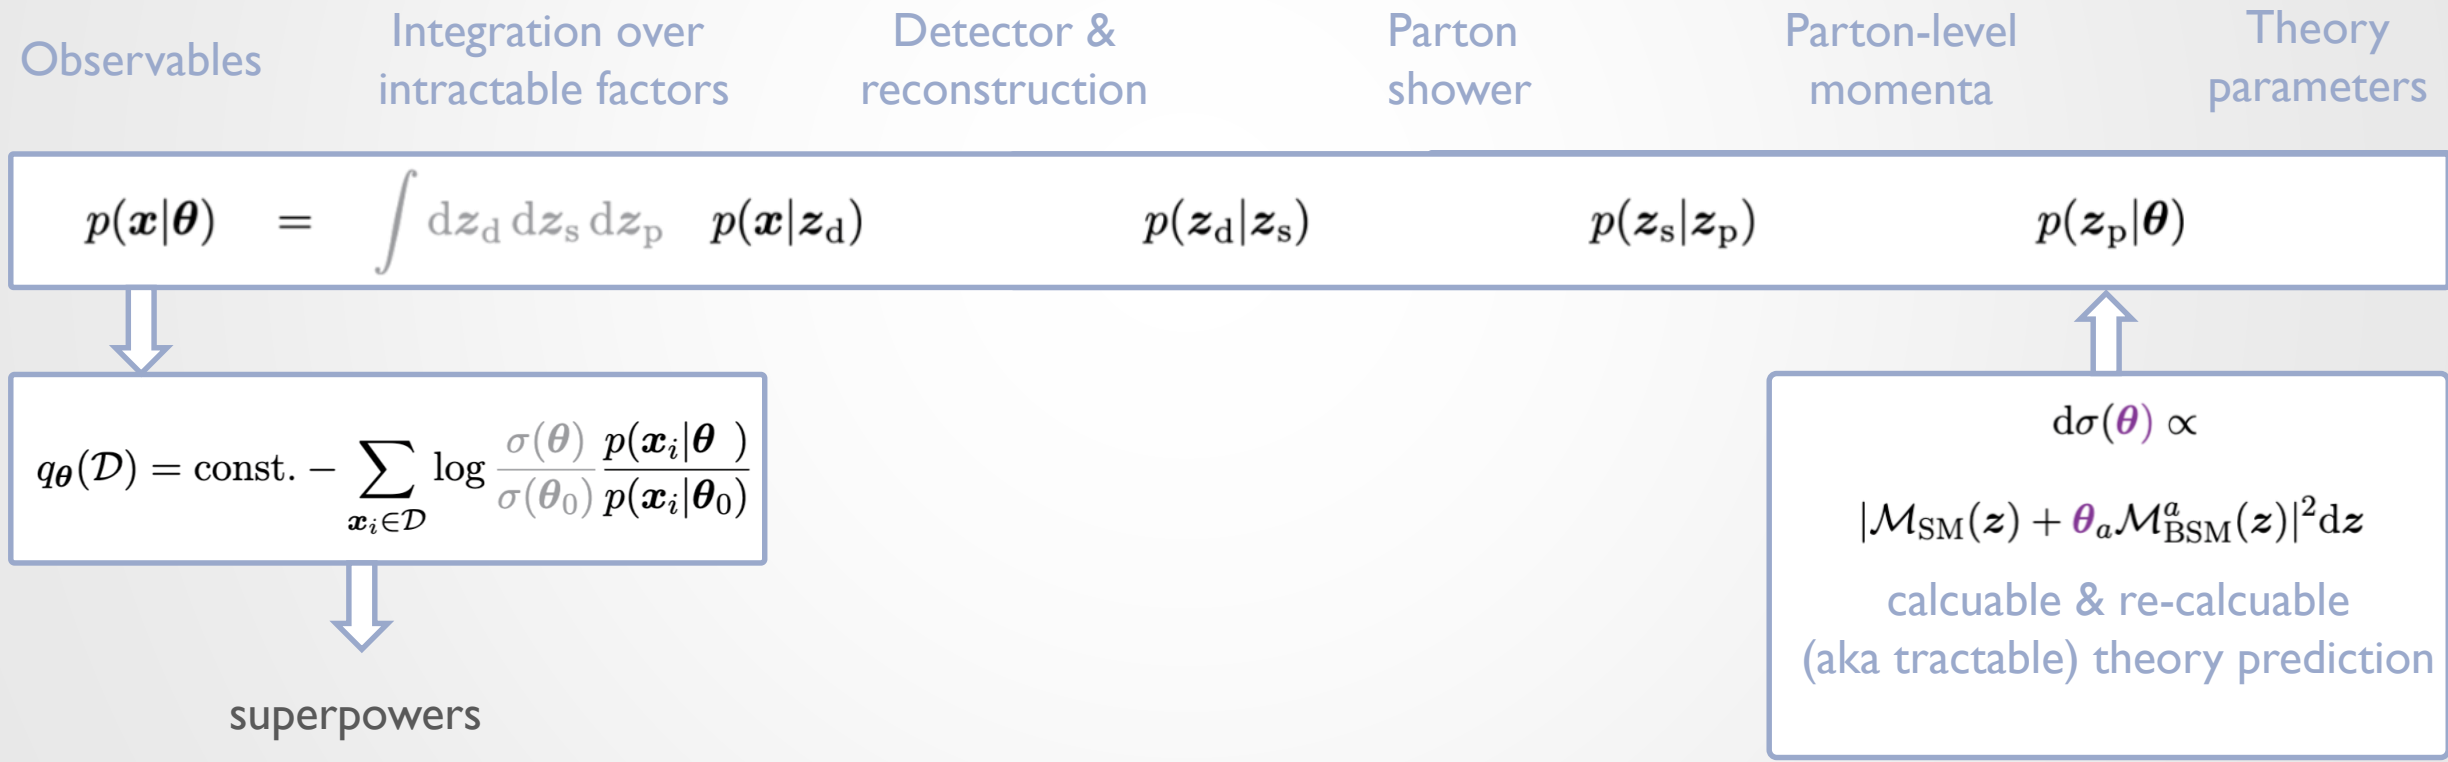 Observables
Integration over
intractable factors
Detector &
reconstruction
Parton
shower
Parton-level
momenta
Theory
parameters
p(x|θ) = ∫ dz_d dz_s dz_p p(x|z_d) p(z_d|z_s) p(z_s|z_p) p(z_p|θ)
q_θ(𝒟) = const. − ∑_{x_i∈𝒟} log σ(θ)/σ(θ_0) p(x_i|θ )/p(x_i|θ_0)
superpowers
dσ(θ) ∝
|ℳ_SM(z) + θ_a ℳ^a_BSM(z)|^2 dz
calcuable & re-calcuable
(aka tractable) theory prediction